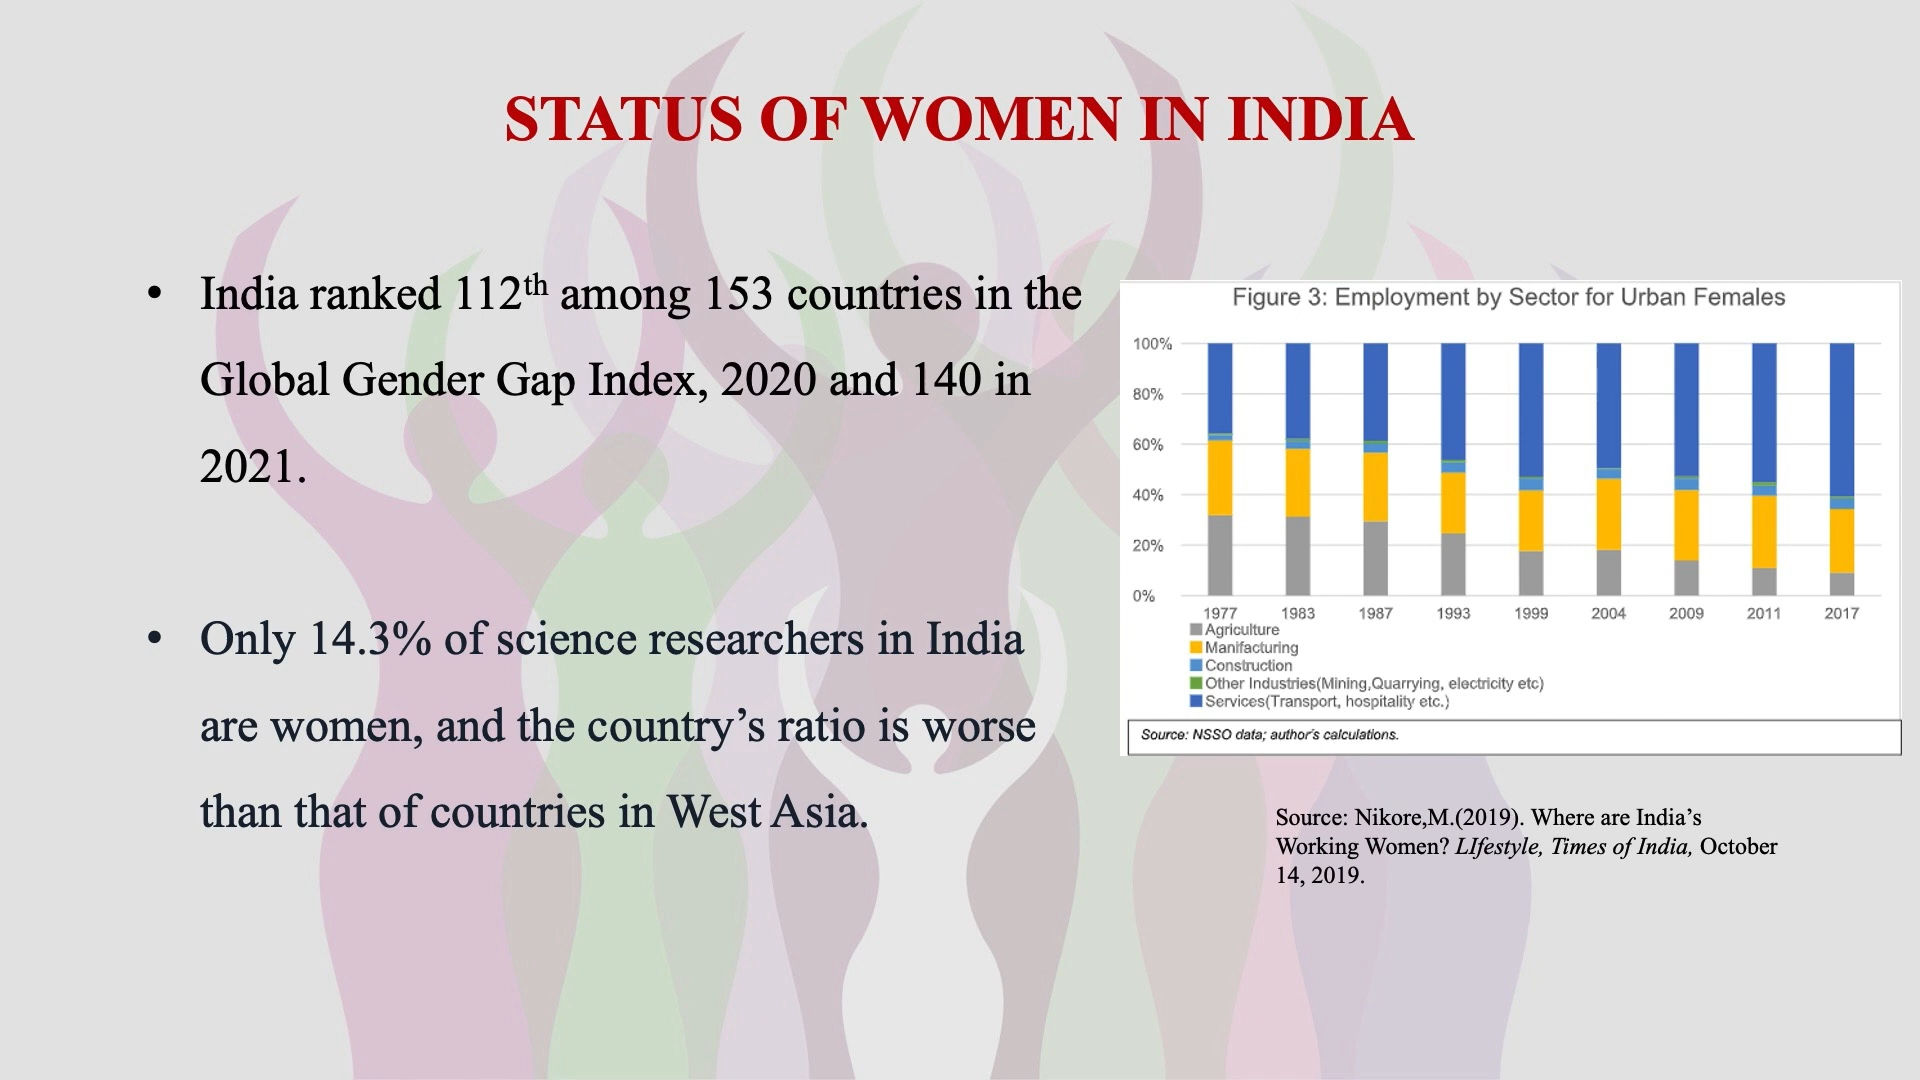 STATUS OF WOMEN IN INDIA
• India ranked 112th among 153 countries in the
Global Gender Gap Index, 2020 and 140 in
2021.
• Only 14.3% of science researchers in India
are women, and the country’s ratio is worse
than that of countries in West Asia.
Figure 3: Employment by Sector for Urban Females
100%
80%
60%
40%
20%
0%
1977 1983 1987 1993 1999 2004 2009 2011 2017
Agriculture
Manifacturing
Construction
Other Industries(Mining,Quarrying, electricity etc)
Services(Transport, hospitality etc.)
Source: NSSO data; author's calculations.
Source: Nikore,M.(2019). Where are India’s
Working Women? LIfestyle, Times of India, October
14, 2019.